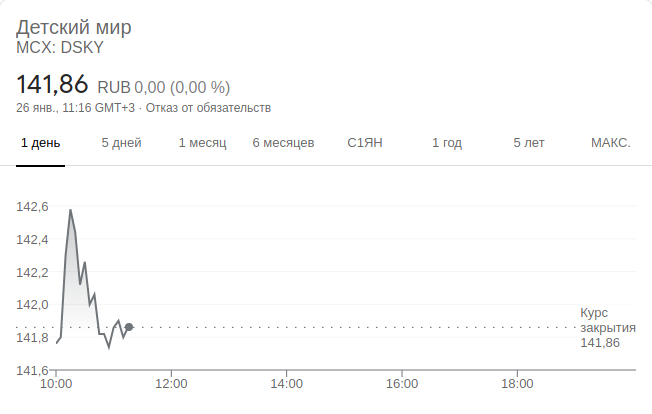 Детский мир
MCX: DSKY
141,86 RUB 0,00 (0,00 %)
26 янв., 11:16 GMT+3 · Отказ от обязательств
1 день 5 дней 1 месяц 6 месяцев С1ЯН 1 год 5 лет МАКС.
142,6
142,4
142,2
142,0
141,8
141,6
Курс
закрытия
141,86
10:00 12:00 14:00 16:00 18:00